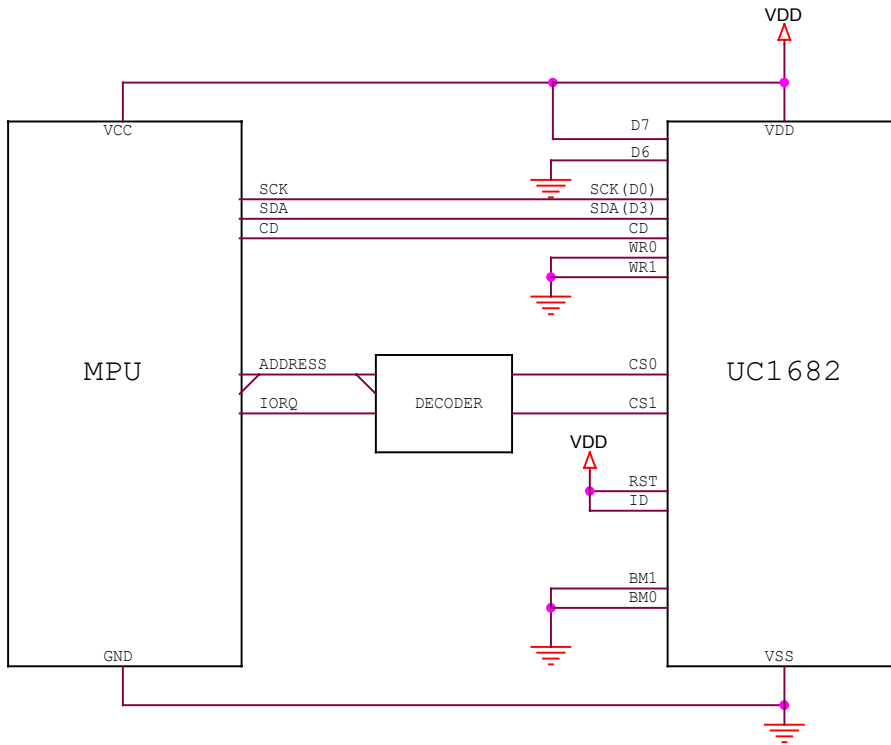 VDD
VCC
VDD
D7
D6
SCK
SCK(D0)
SDA
SDA(D3)
CD
CD
WR0
WR1
MPU
UC1682
ADDRESS
CS0
DECODER
IORQ
CS1
VDD
RST
ID
BM1
BM0
GND
VSS